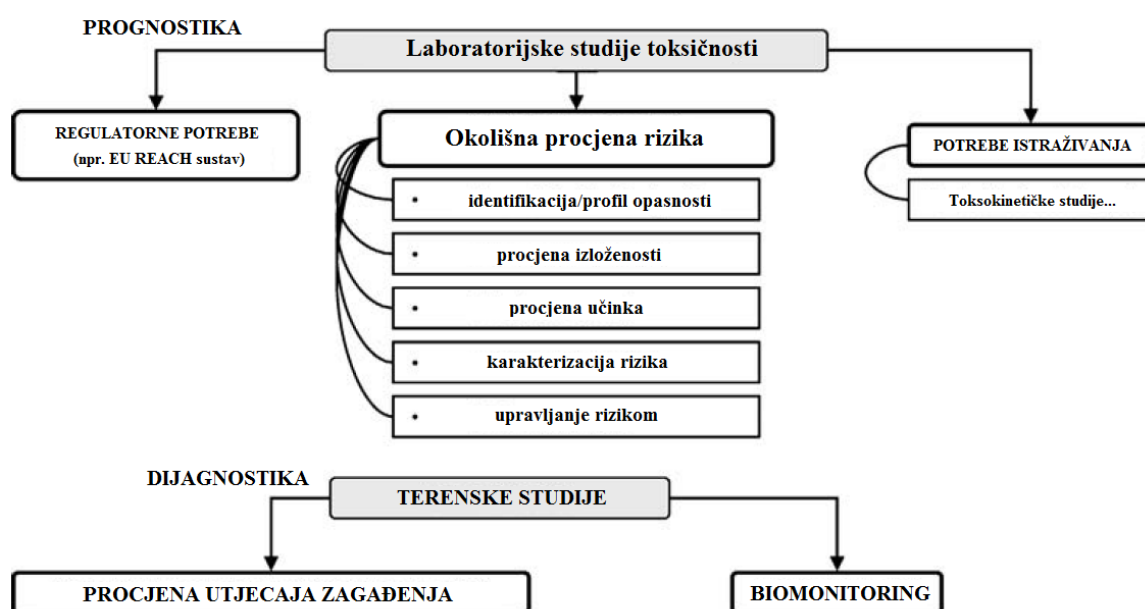 PROGNOSTIKA
Laboratorijske studije toksičnosti
REGULATORNE POTREBE
(npr. EU REACH sustav)
Okolišna procjena rizika
• identifikacija/profil opasnosti
• procjena izloženosti
• procjena učinka
• karakterizacija rizika
• upravljanje rizikom
POTREBE ISTRAŽIVANJA
Toksokinetičke studije...
DIJAGNOSTIKA
TERENSKE STUDIJE
PROCJENA UTJECAJA ZAGAĐENJA
BIOMONITORING